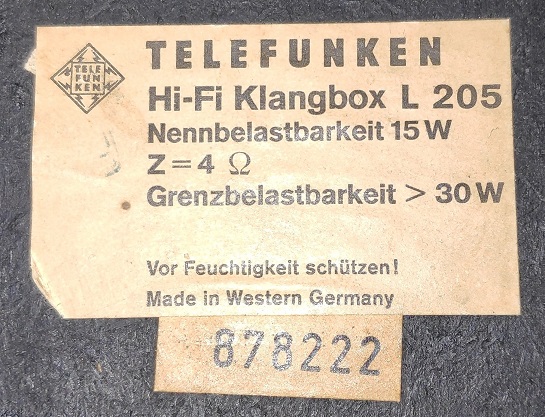 TELE
FUN
KEN
TELEFUNKEN
Hi-Fi Klangbox L 205
Nennbelastbarkeit 15 W
Z = 4 Ω
Grenzbelastbarkeit > 30 W
Vor Feuchtigkeit schützen!
Made in Western Germany
878222